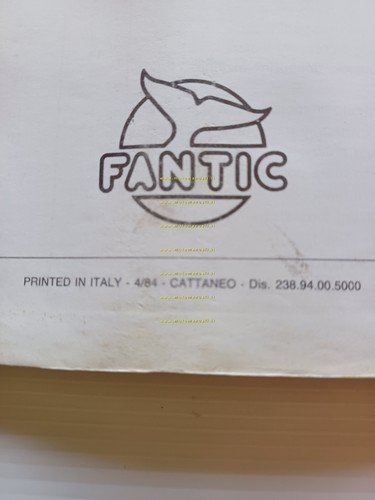 FANTIC
PRINTED IN ITALY - 4/84 - CATTANEO - Dis. 238.94.00.5000